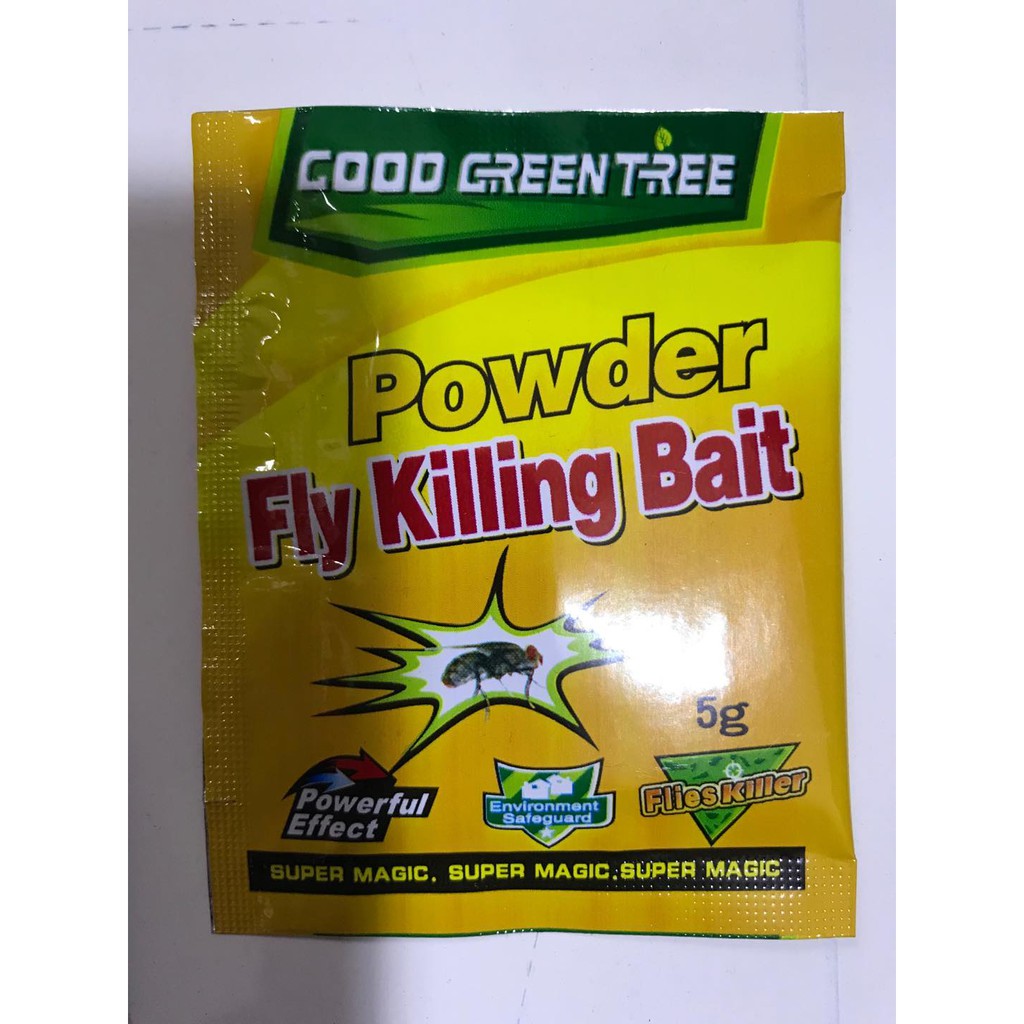 GOOD GREEN TREE
Powder
Fly Killing Bait
5g
Powerful
Effect
Environment
Safeguard
Flies Killer
SUPER MAGIC. SUPER MAGIC. SUPER MAGIC